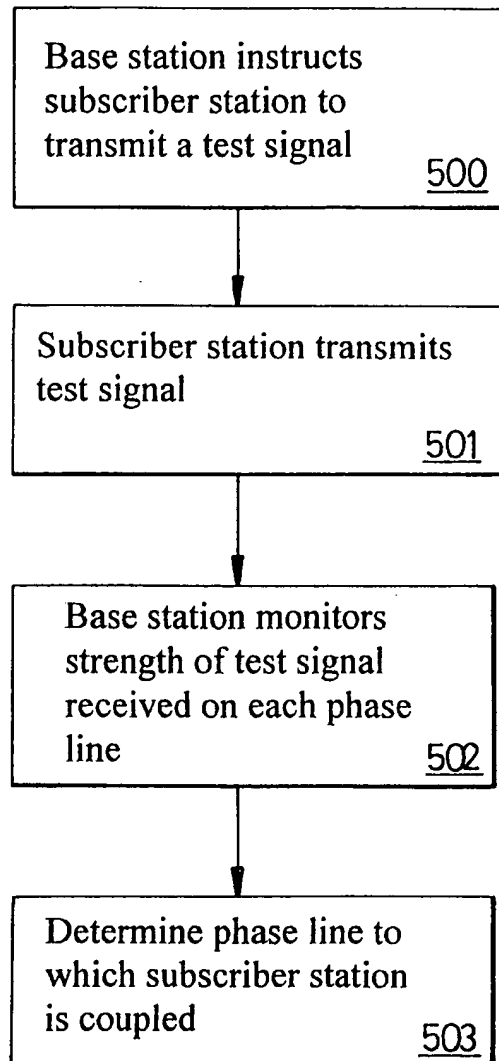 Base station instructs
subscriber station to
transmit a test signal
500
Subscriber station transmits
test signal
501
Base station monitors
strength of test signal
received on each phase
line
502
Determine phase line to
which subscriber station
is coupled
503